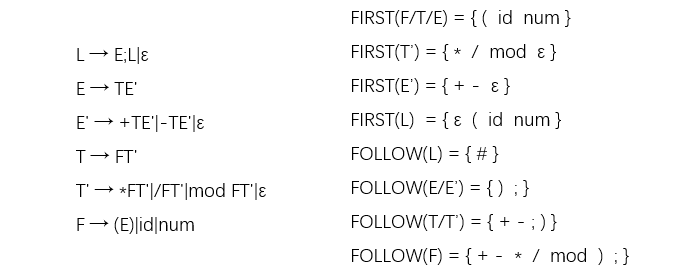 L → E;L|ε
E → TE'
E' → +TE'|-TE'|ε
T → FT'
T' → *FT'|/FT'|mod FT'|ε
F → (E)|id|num
FIRST(F/T/E) = { ( id num }
FIRST(T') = { * / mod ε }
FIRST(E') = { + - ε }
FIRST(L) = { ε ( id num }
FOLLOW(L) = { # }
FOLLOW(E/E') = { ) ; }
FOLLOW(T/T') = { + - ; ) }
FOLLOW(F) = { + - * / mod ) ; }